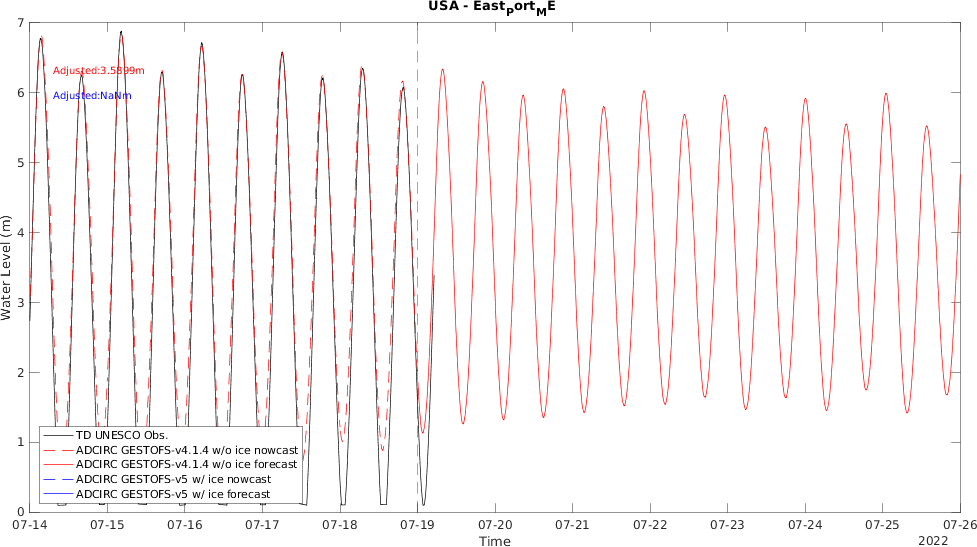 USA - East_Port_ME
7
6
5
4
3
2
1
0
Water Level (m)
Adjusted:3.5899m
Adjusted:NaNm
TD UNESCO Obs.
ADCIRC GESTOFS-v4.1.4 w/o ice nowcast
ADCIRC GESTOFS-v4.1.4 w/o ice forecast
ADCIRC GESTOFS-v5 w/ ice nowcast
ADCIRC GESTOFS-v5 w/ ice forecast
07-14 07-15 07-16 07-17 07-18 07-19 07-20 07-21 07-22 07-23 07-24 07-25 07-26
Time
2022